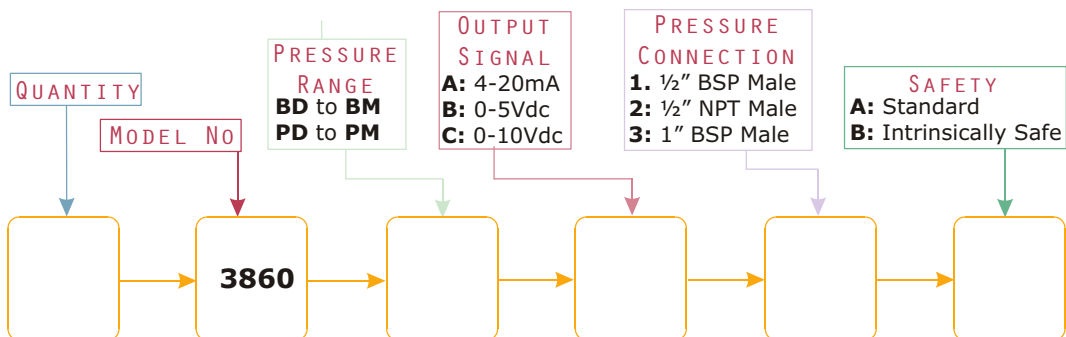 QUANTITY
MODEL NO
PRESSURE
RANGE
BD to BM
PD to PM
OUTPUT
SIGNAL
A: 4-20mA
B: 0-5Vdc
C: 0-10Vdc
PRESSURE
CONNECTION
1. ½” BSP Male
2: ½” NPT Male
3: 1” BSP Male
SAFETY
A: Standard
B: Intrinsically Safe
3860